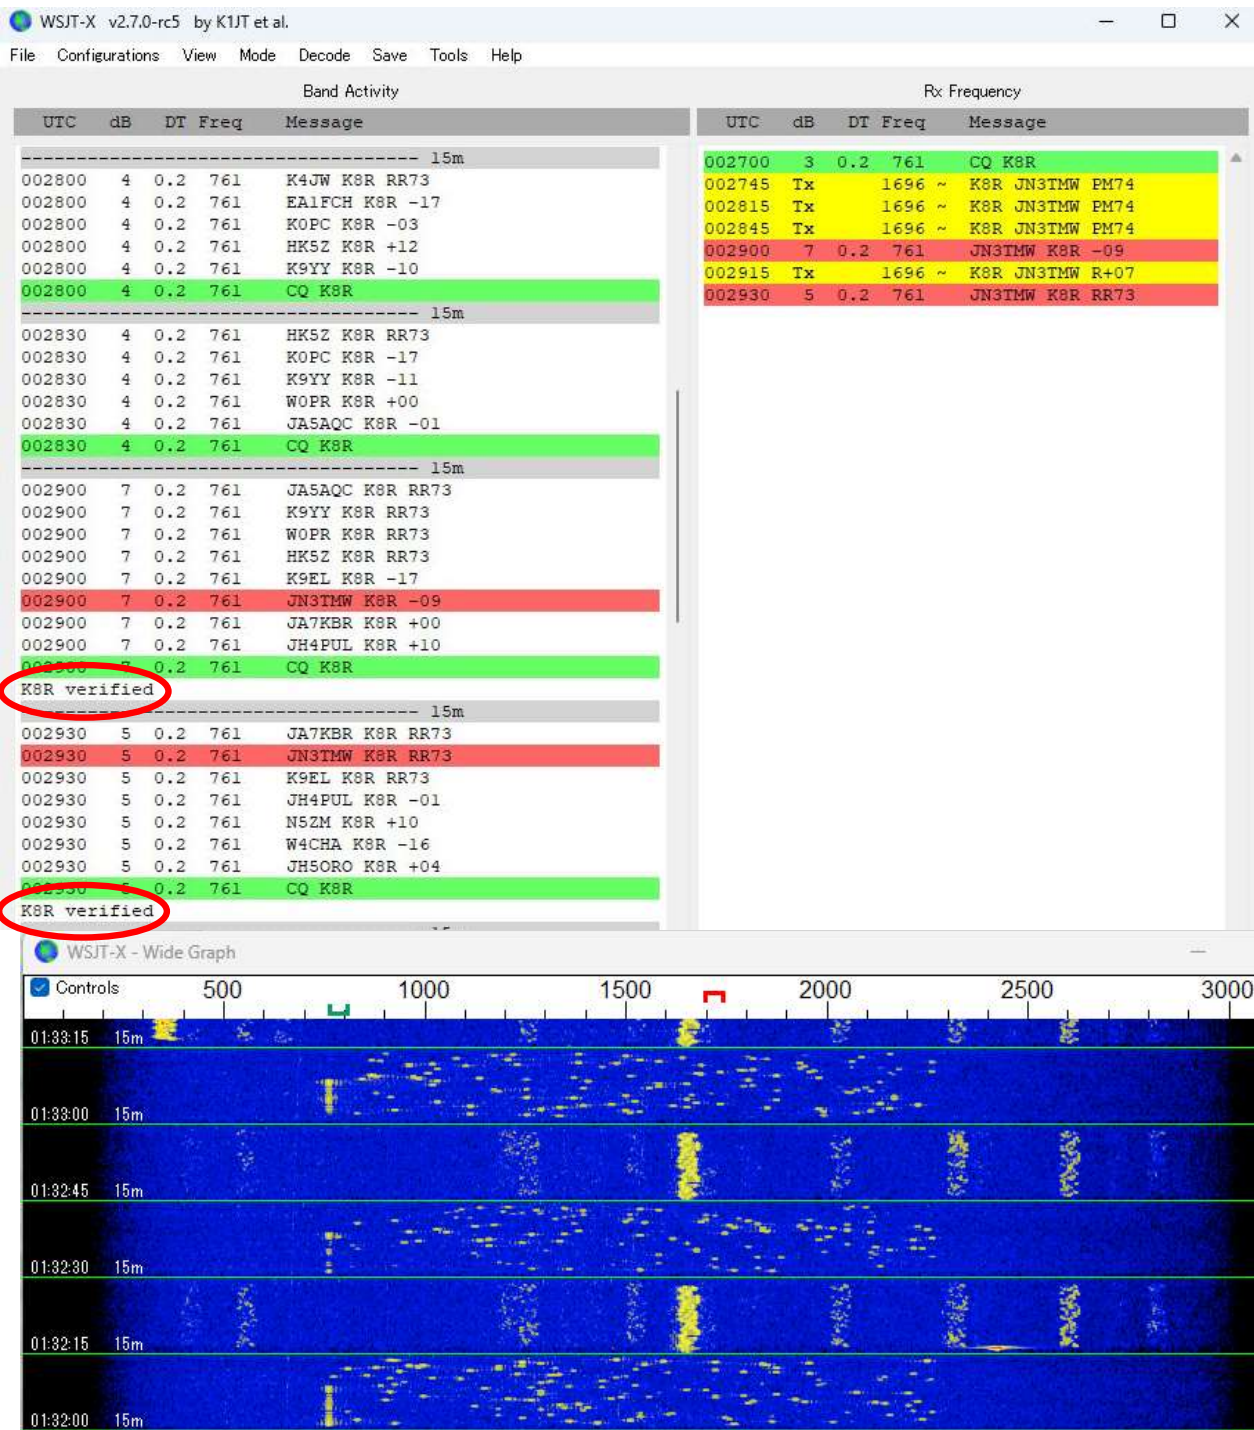 WSJT-X v2.7.0-rc5 by K1JT et al.
File Configurations View Mode Decode Save Tools Help
Band Activity
UTC dB DT Freq Message
----------------------------------- 15m
002800 4 0.2 761 K4JW K8R RR73
002800 4 0.2 761 EA1FCH K8R -17
002800 4 0.2 761 K0PC K8R -03
002800 4 0.2 761 HK5Z K8R +12
002800 4 0.2 761 K9YY K8R -10
002800 4 0.2 761 CQ K8R
----------------------------------- 15m
002830 4 0.2 761 HK5Z K8R RR73
002830 4 0.2 761 K0PC K8R -17
002830 4 0.2 761 K9YY K8R -11
002830 4 0.2 761 W0PR K8R +00
002830 4 0.2 761 JA5AQC K8R -01
002830 4 0.2 761 CQ K8R
----------------------------------- 15m
002900 7 0.2 761 JA5AQC K8R RR73
002900 7 0.2 761 K9YY K8R RR73
002900 7 0.2 761 W0PR K8R RR73
002900 7 0.2 761 HK5Z K8R RR73
002900 7 0.2 761 K9EL K8R -17
002900 7 0.2 761 JN3TMW K8R -09
002900 7 0.2 761 JA7KBR K8R +00
002900 7 0.2 761 JH4PUL K8R +10
002900 7 0.2 761 CQ K8R
K8R verified
----------------------------------- 15m
002930 5 0.2 761 JA7KBR K8R RR73
002930 5 0.2 761 JN3TMW K8R RR73
002930 5 0.2 761 K9EL K8R RR73
002930 5 0.2 761 JH4PUL K8R -01
002930 5 0.2 761 N5ZM K8R +10
002930 5 0.2 761 W4CHA K8R -16
002930 5 0.2 761 JH5ORO K8R +04
002930 5 0.2 761 CQ K8R
K8R verified
Rx Frequency
UTC dB DT Freq Message
002700 3 0.2 761 CQ K8R
002745 Tx 1696 ~ K8R JN3TMW PM74
002815 Tx 1696 ~ K8R JN3TMW PM74
002845 Tx 1696 ~ K8R JN3TMW PM74
002900 7 0.2 761 JN3TMW K8R -09
002915 Tx 1696 ~ K8R JN3TMW R+07
002930 5 0.2 761 JN3TMW K8R RR73
WSJT-X - Wide Graph
Controls 500 1000 1500 2000 2500 3000
01:33:15 15m
01:33:00 15m
01:32:45 15m
01:32:30 15m
01:32:15 15m
01:32:00 15m